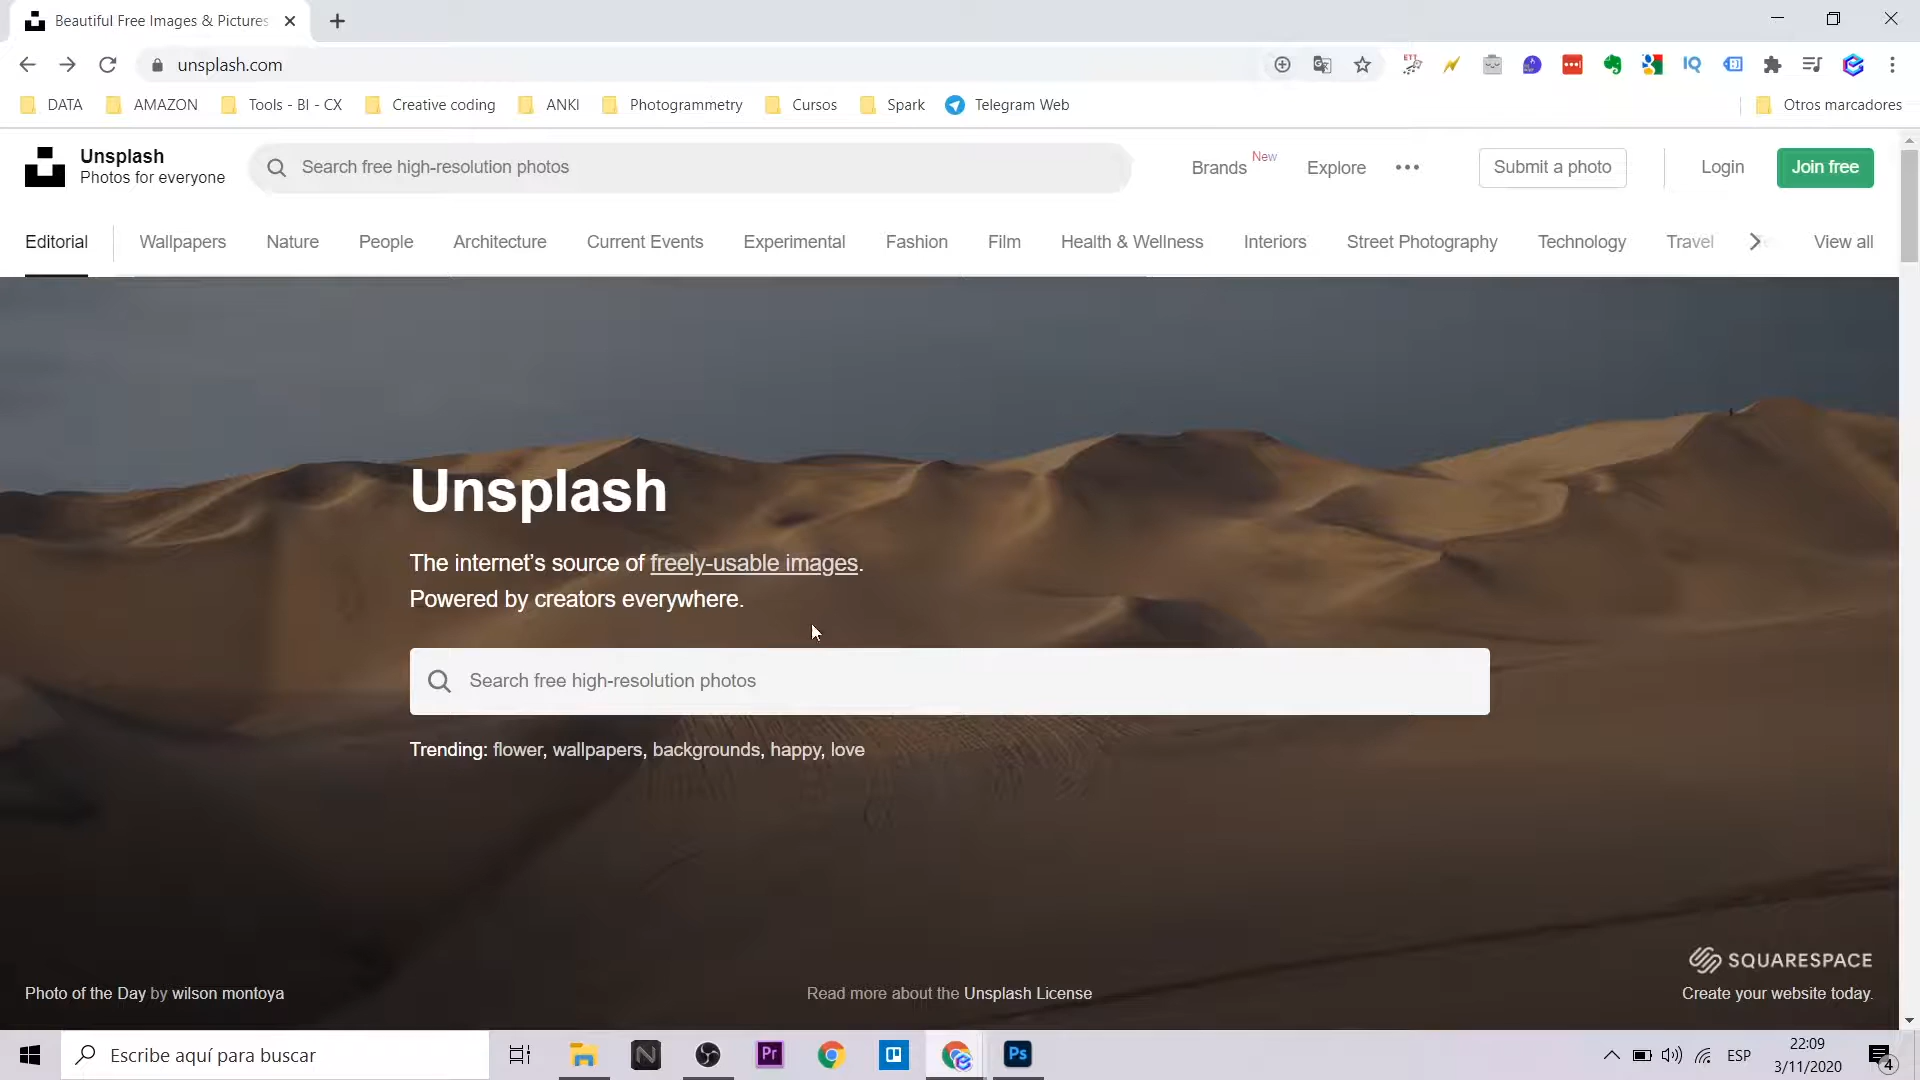 Beautiful Free Images & Pictures
unsplash.com
DATA AMAZON Tools - BI - CX Creative coding ANKI Photogrammetry Cursos Spark Telegram Web Otros marcadores
Unsplash
Photos for everyone
Search free high-resolution photos
Brands New Explore Submit a photo Login Join free
Editorial Wallpapers Nature People Architecture Current Events Experimental Fashion Film Health & Wellness Interiors Street Photography Technology Travel View all
Unsplash
The internet’s source of freely-usable images.
Powered by creators everywhere.
Search free high-resolution photos
Trending: flower, wallpapers, backgrounds, happy, love
SQUARESPACE
Photo of the Day by wilson montoya
Read more about the Unsplash License
Create your website today.
Escribe aquí para buscar
Pr
Ps
ESP
22:09
3/11/2020
4